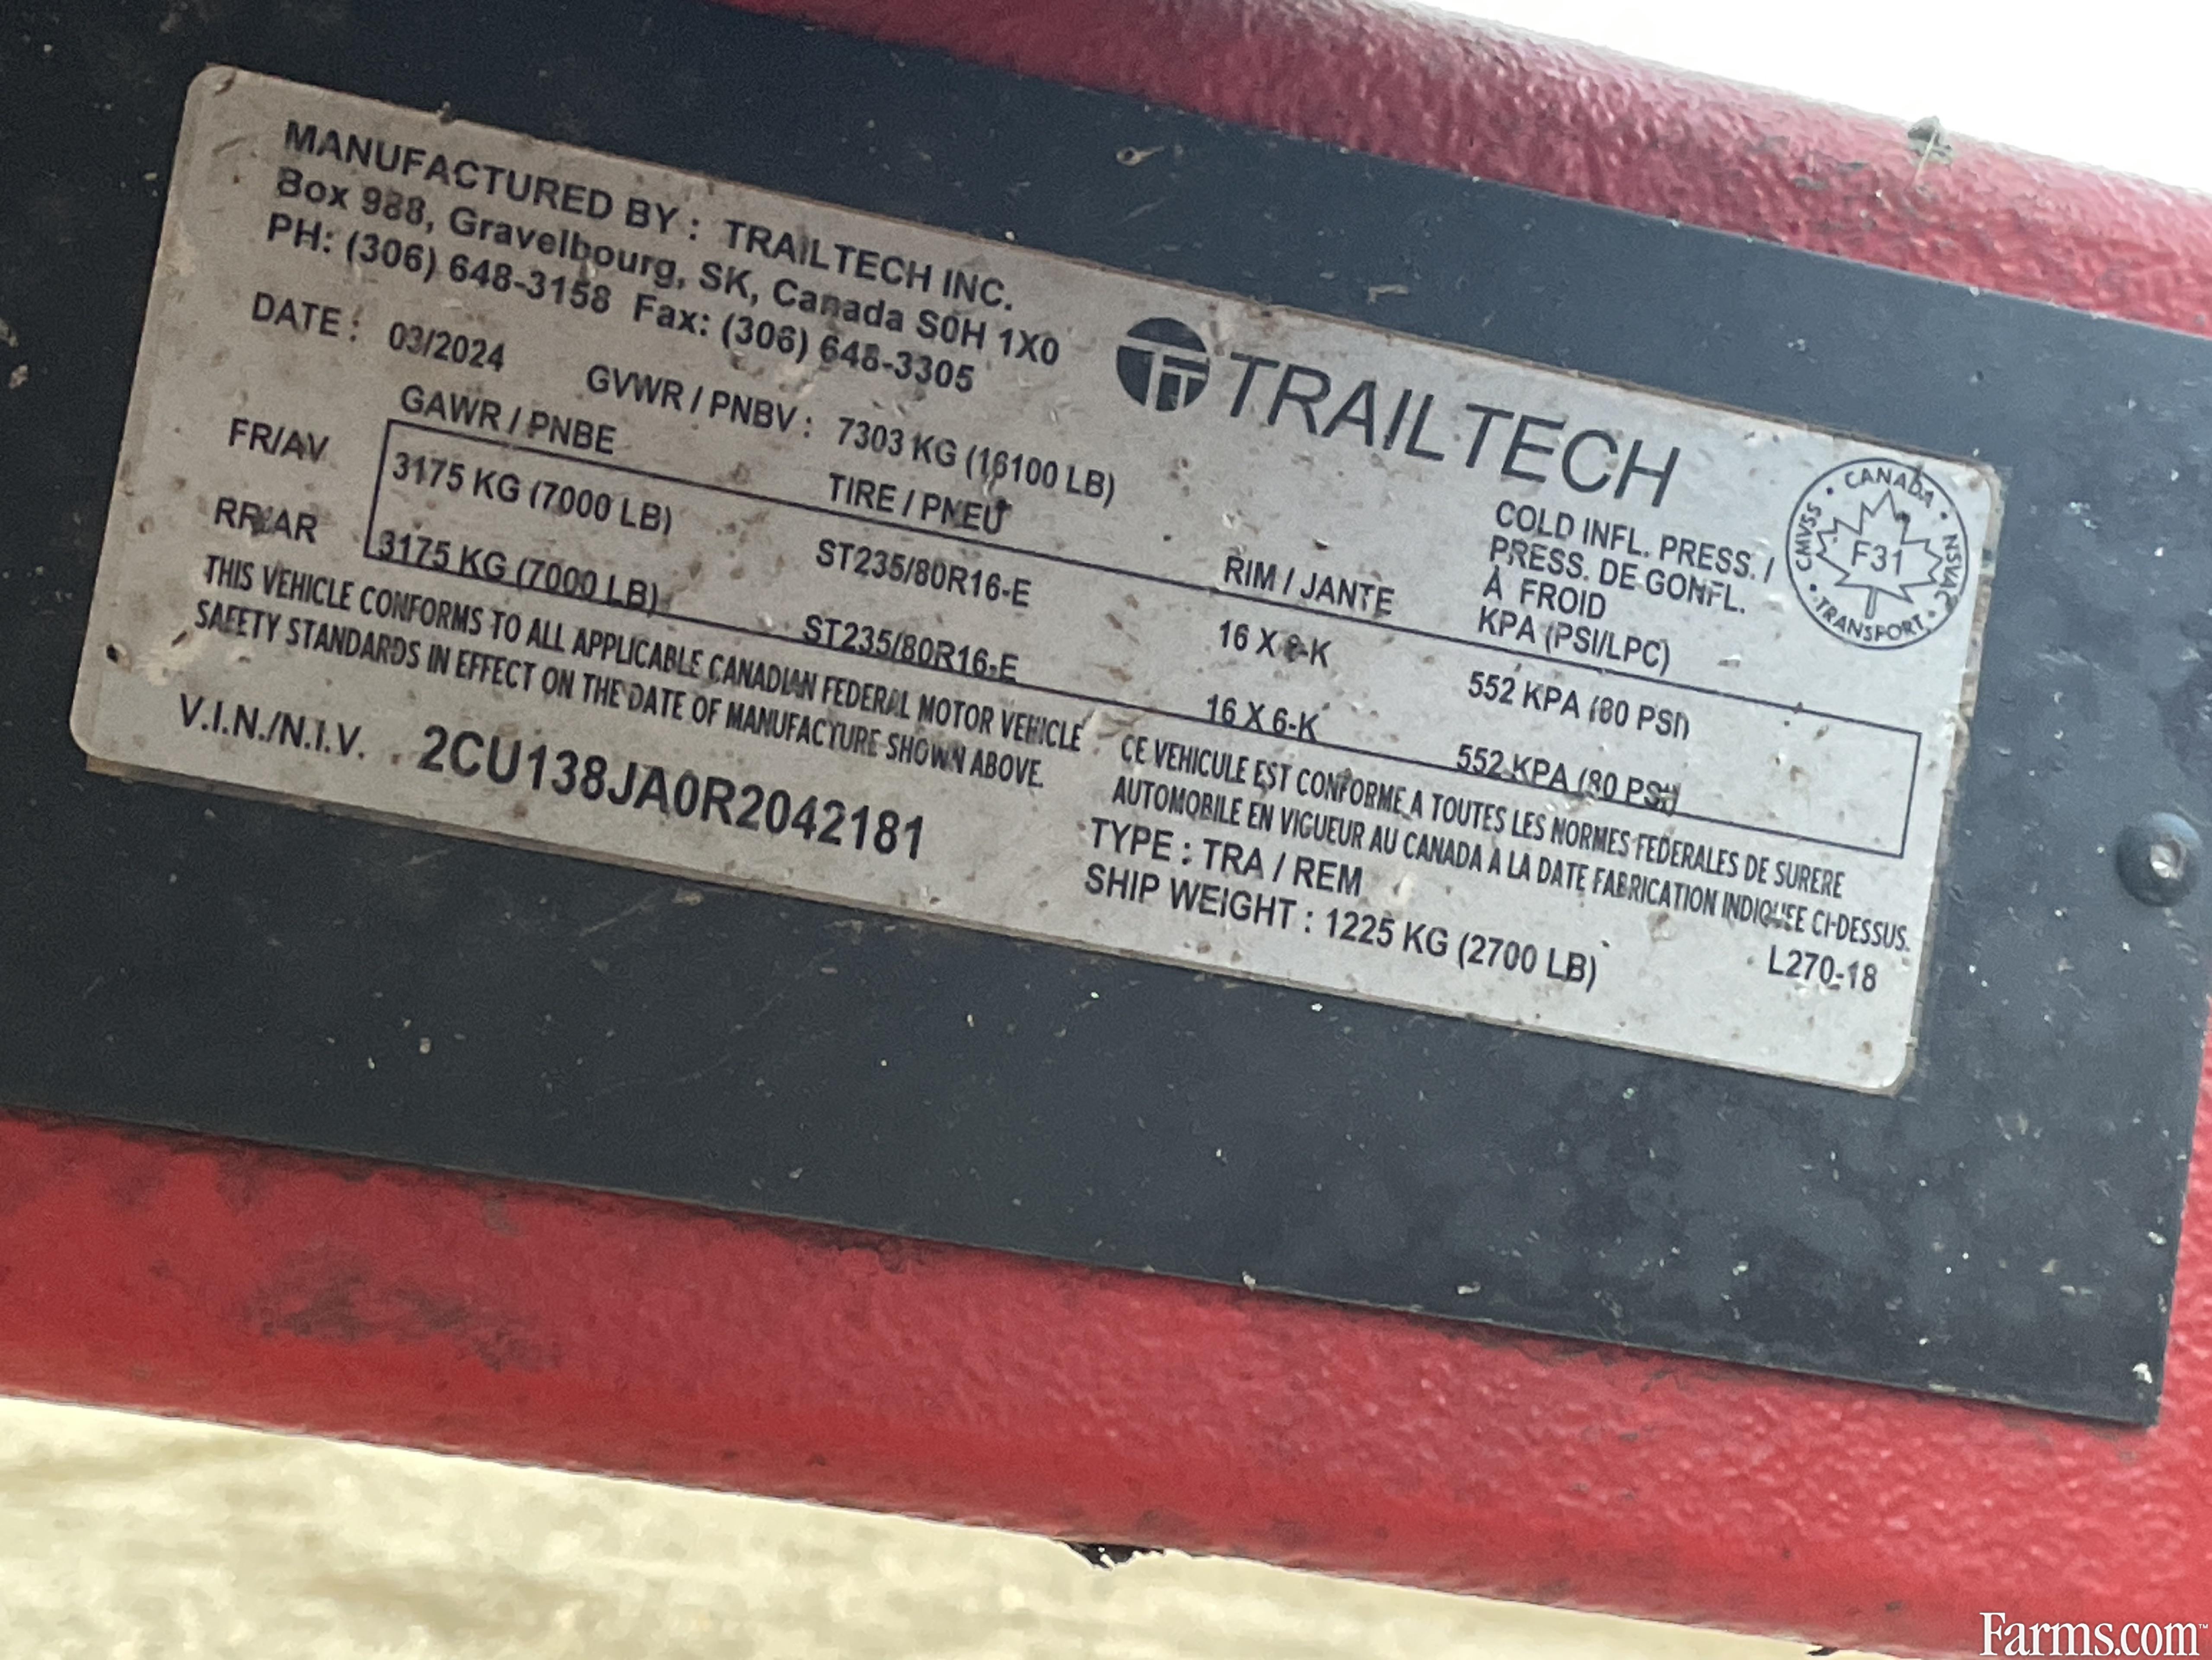 MANUFACTURED BY : TRAILTECH INC.
Box 988, Gravelbourg, SK, Canada S0H 1X0
PH: (306) 648-3158 Fax: (306) 648-3305
DATE : 03/2024 GVWR / PNBV : 7303 KG (16100 LB)
TRAILTECH
CANADA
CMVSS
NSVAC
TRANSPORT
F31
GAWR / PNBE TIRE / PNEU RIM / JANTE
COLD INFL. PRESS. /
PRESS. DE GONFL.
À FROID
KPA (PSI/LPC)
FR/AV 3175 KG (7000 LB) ST235/80R16-E 16 X 6-K 552 KPA (80 PSI)
RR/AR 3175 KG (7000 LB) ST235/80R16-E 16 X 6-K 552 KPA (80 PSI)
THIS VEHICLE CONFORMS TO ALL APPLICABLE CANADIAN FEDERAL MOTOR VEHICLE
SAFETY STANDARDS IN EFFECT ON THE DATE OF MANUFACTURE SHOWN ABOVE.
CE VEHICULE EST CONFORME A TOUTES LES NORMES FEDERALES DE SURERE
AUTOMOBILE EN VIGUEUR AU CANADA A LA DATE FABRICATION INDIQUEE CI-DESSUS.
V.I.N./N.I.V. 2CU138JA0R2042181
TYPE : TRA / REM
SHIP WEIGHT : 1225 KG (2700 LB)
L270-18
Farms.com™